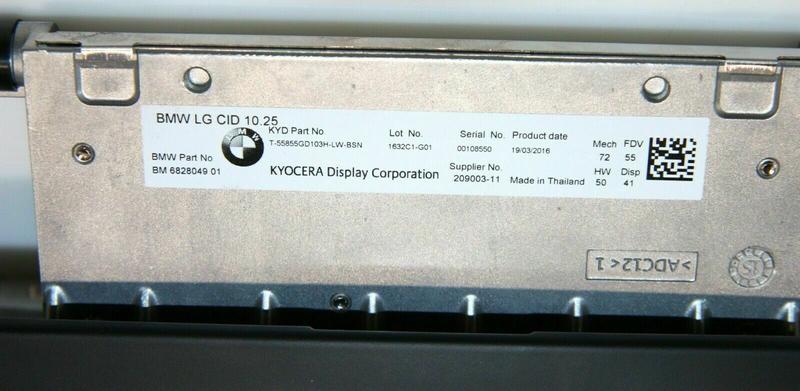 BMW LG CID 10.25
BMW
KYD Part No.
T-55855GD103H-LW-BSN
Lot No.
1632C1-G01
Serial No.
00108550
Product date
19/03/2016
Mech FDV
72 55
HW Disp
50 41
BMW Part No
BM 6828049 01
KYOCERA Display Corporation
Supplier No.
209003-11
Made in Thailand
>ADC12<1